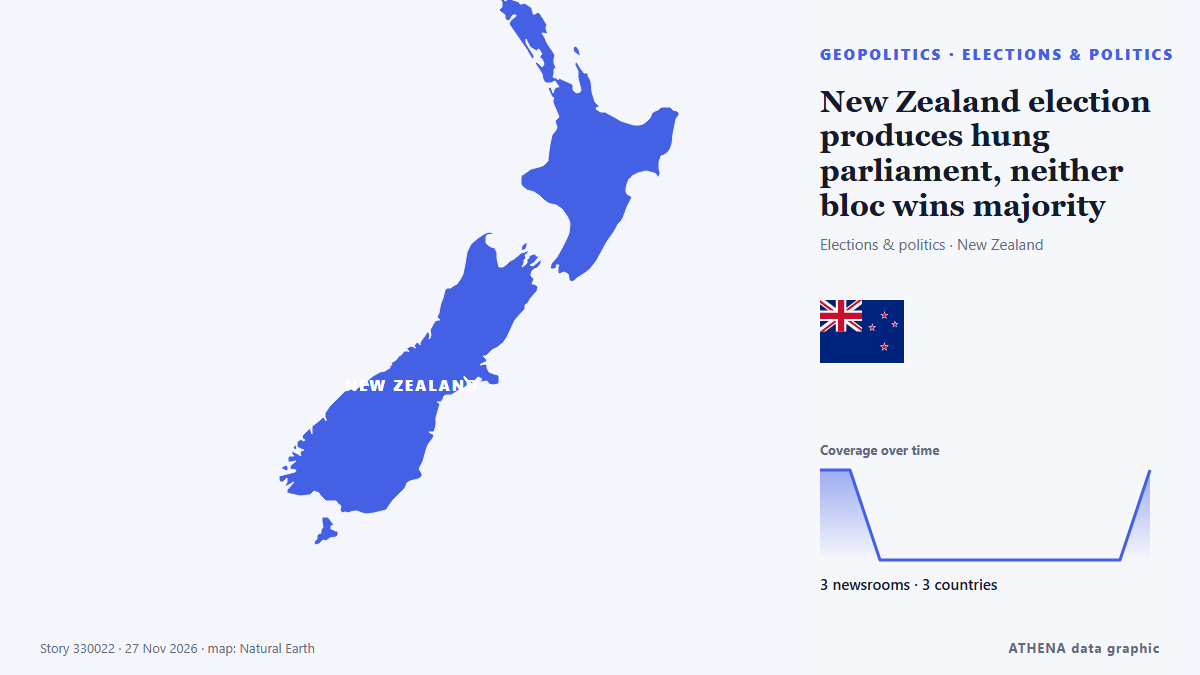 GEOPOLITICS · ELECTIONS & POLITICS
New Zealand election
produces hung
parliament, neither
bloc wins majority
Elections & politics · New Zealand
NEW ZEALAND
Coverage over time
3 newsrooms · 3 countries
Story 330022 · 27 Nov 2026 · map: Natural Earth
ATHENA data graphic